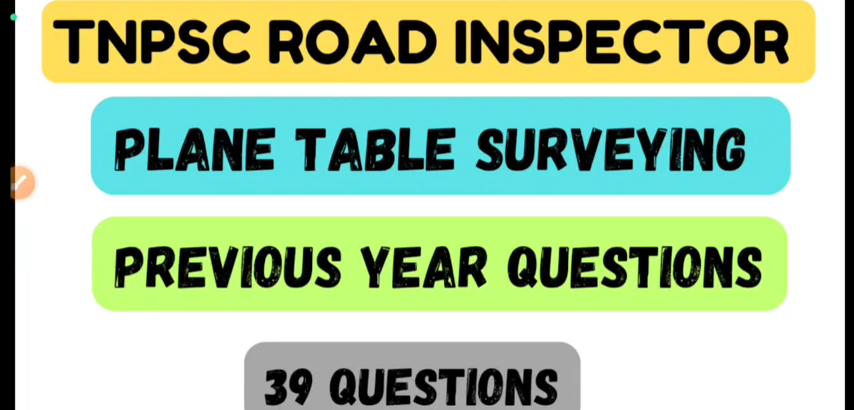 TNPSC ROAD INSPECTOR
PLANE TABLE SURVEYING
PREVIOUS YEAR QUESTIONS
39 QUESTIONS